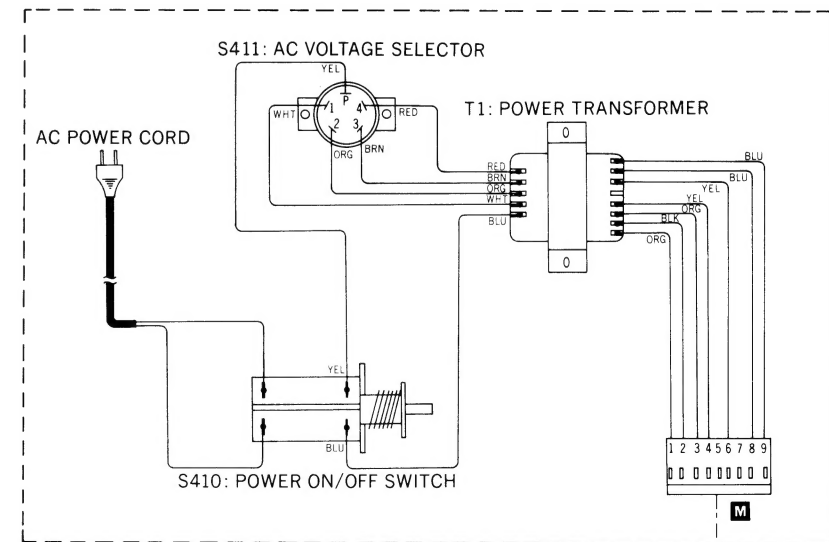 S411: AC VOLTAGE SELECTOR
YEL
P
WHT 1 4 RED
2 3
ORG BRN
T1: POWER TRANSFORMER
0
AC POWER CORD
RED
BRN
ORG
WHT
BLU
BLU
BLU
YEL
YEL
ORG
BLK
ORG
0
YEL
BLU
S410: POWER ON/OFF SWITCH
1 2 3 4 5 6 7 8 9
M